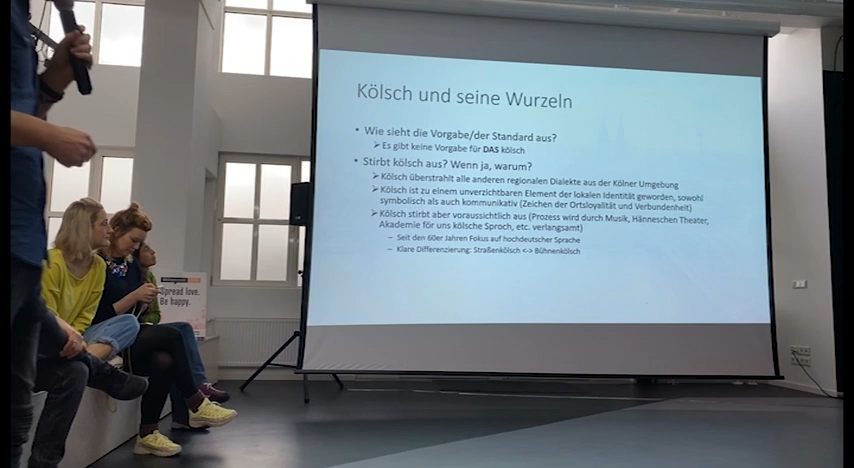 Kölsch und seine Wurzeln
• Wie sieht die Vorgabe/der Standard aus?
➢ Es gibt keine Vorgabe für DAS kölsch
• Stirbt kölsch aus? Wenn ja, warum?
➢ Kölsch überstrahlt alle anderen regionalen Dialekte aus der Kölner Umgebung
➢ Kölsch ist zu einem unverzichtbaren Element der lokalen Identität geworden, sowohl
symbolisch als auch kommunikativ (Zeichen der Ortsloyalität und Verbundenheit)
➢ Kölsch stirbt aber voraussichtlich aus (Prozess wird durch Musik, Hänneschen Theater,
Akademie för uns kölsche Sproch, etc. verlangsamt)
– Seit den 60er Jahren Fokus auf hochdeutscher Sprache
– Klare Differenzierung: Straßenkölsch <-> Bühnenkölsch
Spread love.
Be happy.